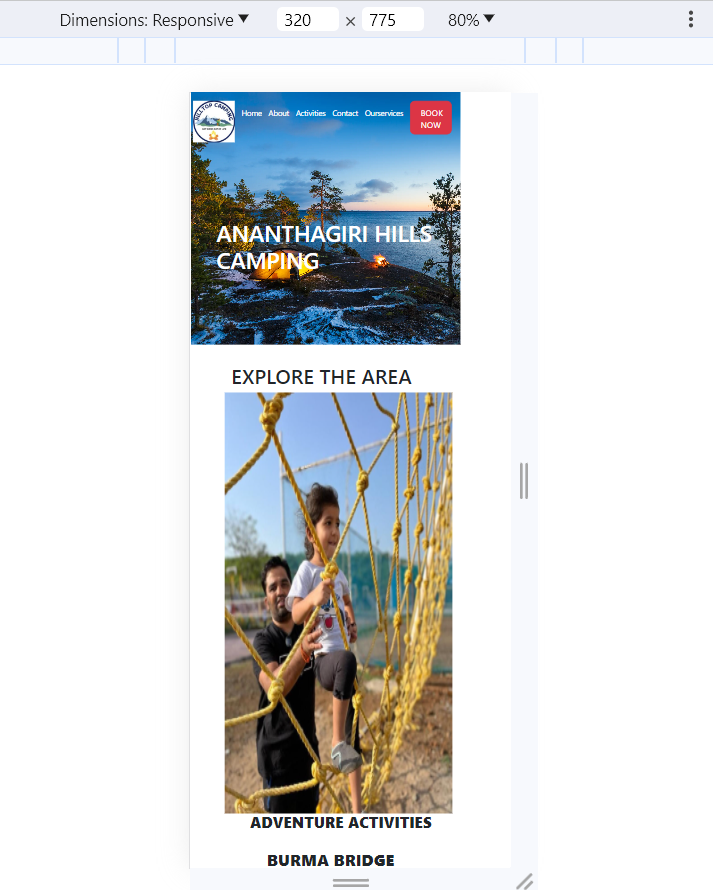 Dimensions: Responsive 320 × 775 80%
HILLTOP CAMPING
Home About Activities Contact Ourservices BOOK
NOW
ANANTHAGIRI HILLS
CAMPING
EXPLORE THE AREA
ADVENTURE ACTIVITIES
BURMA BRIDGE